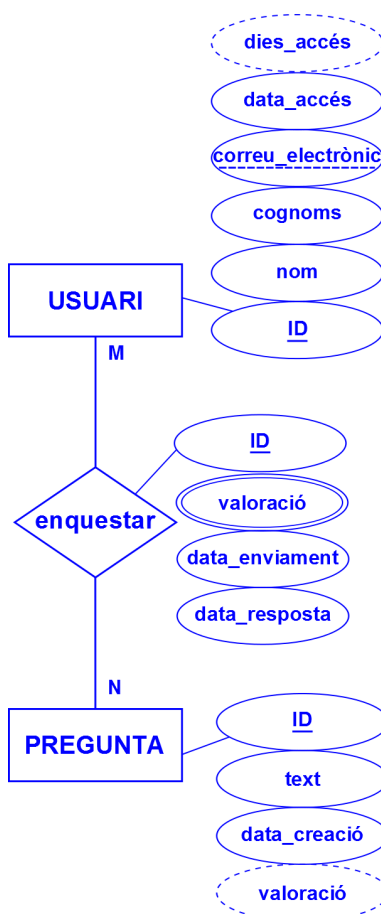 dies_accés
data_accés
correu_electrònic
cognoms
nom
USUARI
ID
M
ID
enquestar
valoració
data_enviament
data_resposta
N
ID
PREGUNTA
text
data_creació
valoració